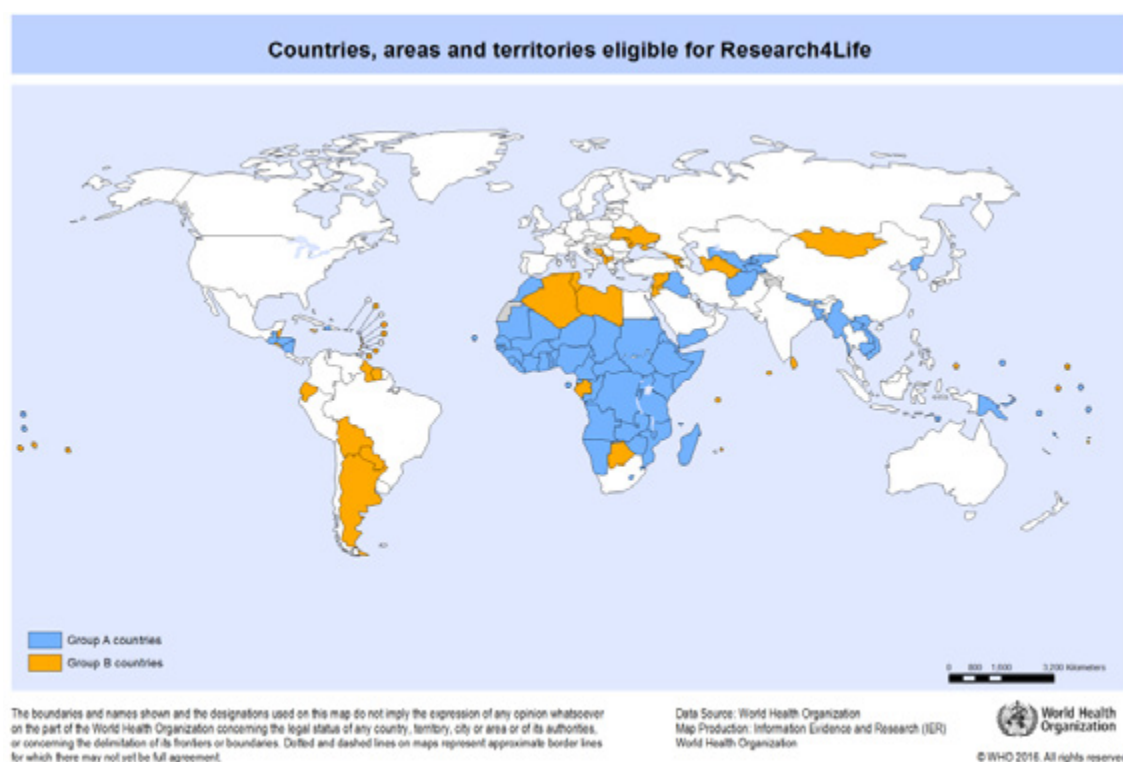 Countries, areas and territories eligible for Research4Life
Group A countries
Group B countries
0 800 1,600 3,200 Kilometers
The boundaries and names shown and the designations used on this map do not imply the expression of any opinion whatsoever
on the part of the World Health Organization concerning the legal status of any country, territory, city or area or of its authorities,
or concerning the delimitation of its frontiers or boundaries. Dotted and dashed lines on maps represent approximate border lines
for which there may not yet be full agreement.
Data Source: World Health Organization
Map Production: Information Evidence and Research (IER)
World Health Organization
World Health
Organization
© WHO 2016. All rights reserved